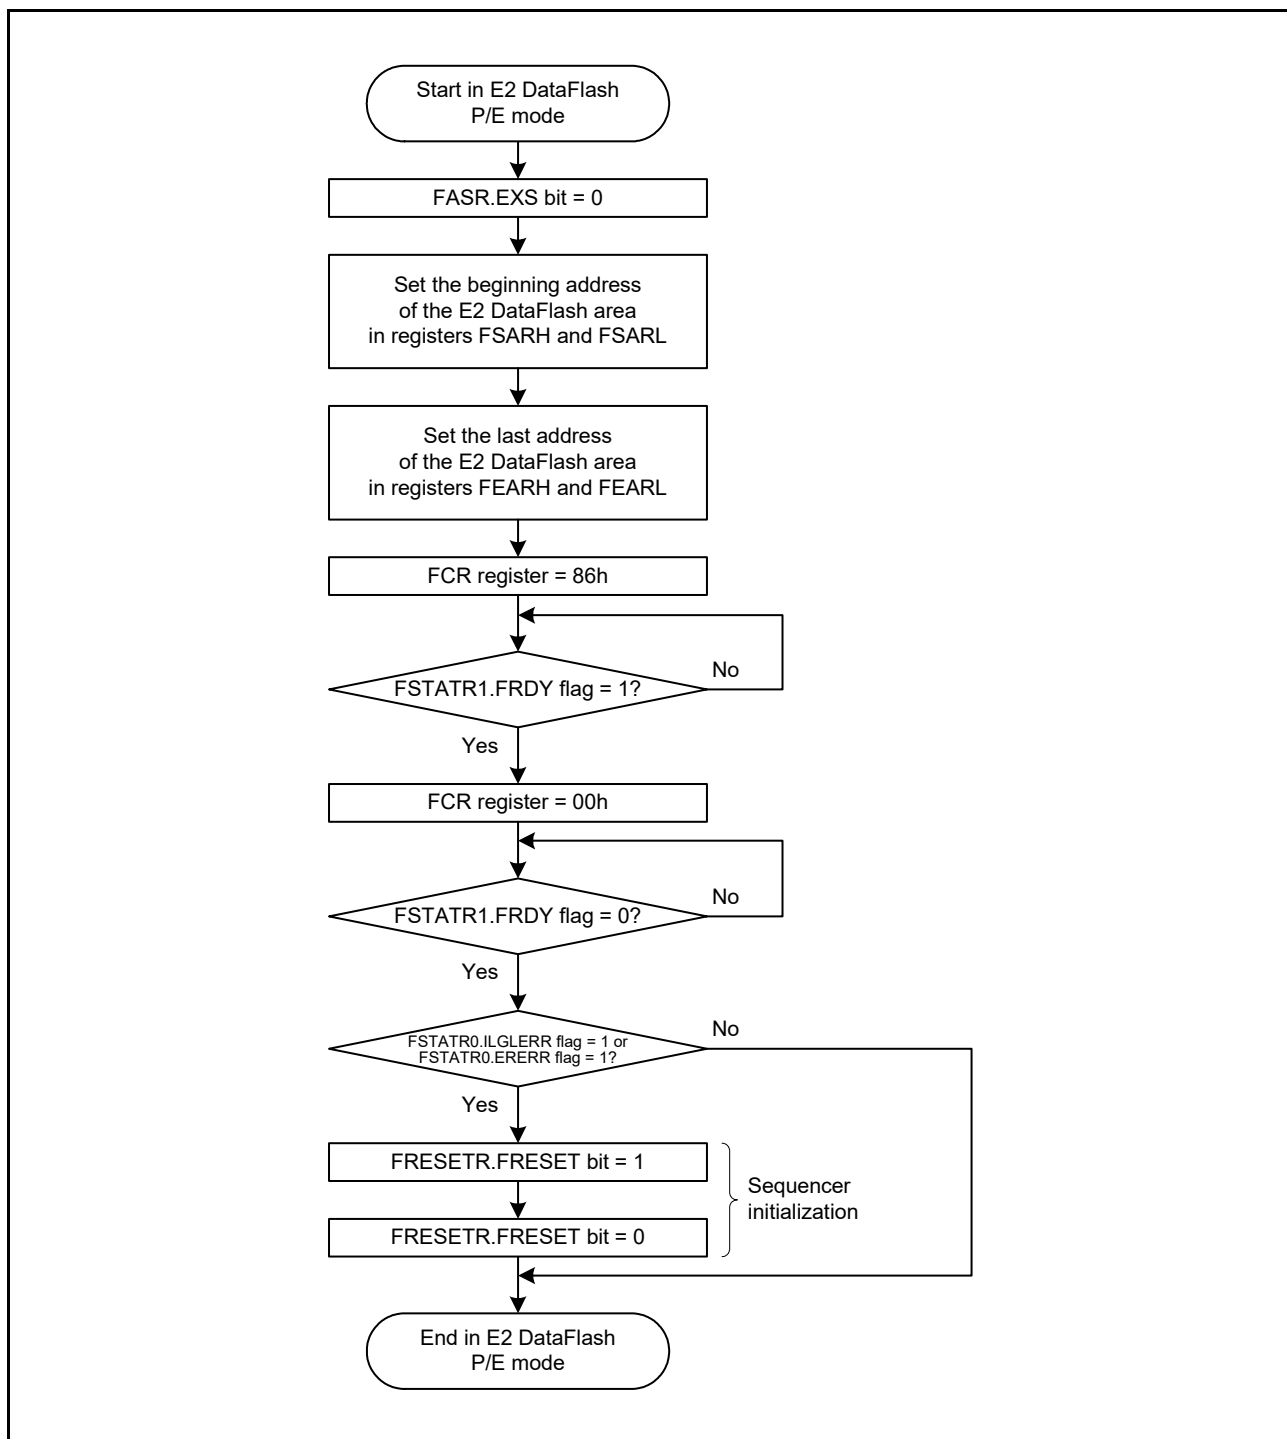 Start in E2 DataFlash
P/E mode
FASR.EXS bit = 0
Set the beginning address
of the E2 DataFlash area
in registers FSARH and FSARL
Set the last address
of the E2 DataFlash area
in registers FEARH and FEARL
FCR register = 86h
FSTATR1.FRDY flag = 1?
No
Yes
FCR register = 00h
FSTATR1.FRDY flag = 0?
No
Yes
FSTATR0.ILGLERR flag = 1 or
FSTATR0.ERERR flag = 1?
No
Yes
FRESETR.FRESET bit = 1
FRESETR.FRESET bit = 0
Sequencer
initialization
End in E2 DataFlash
P/E mode